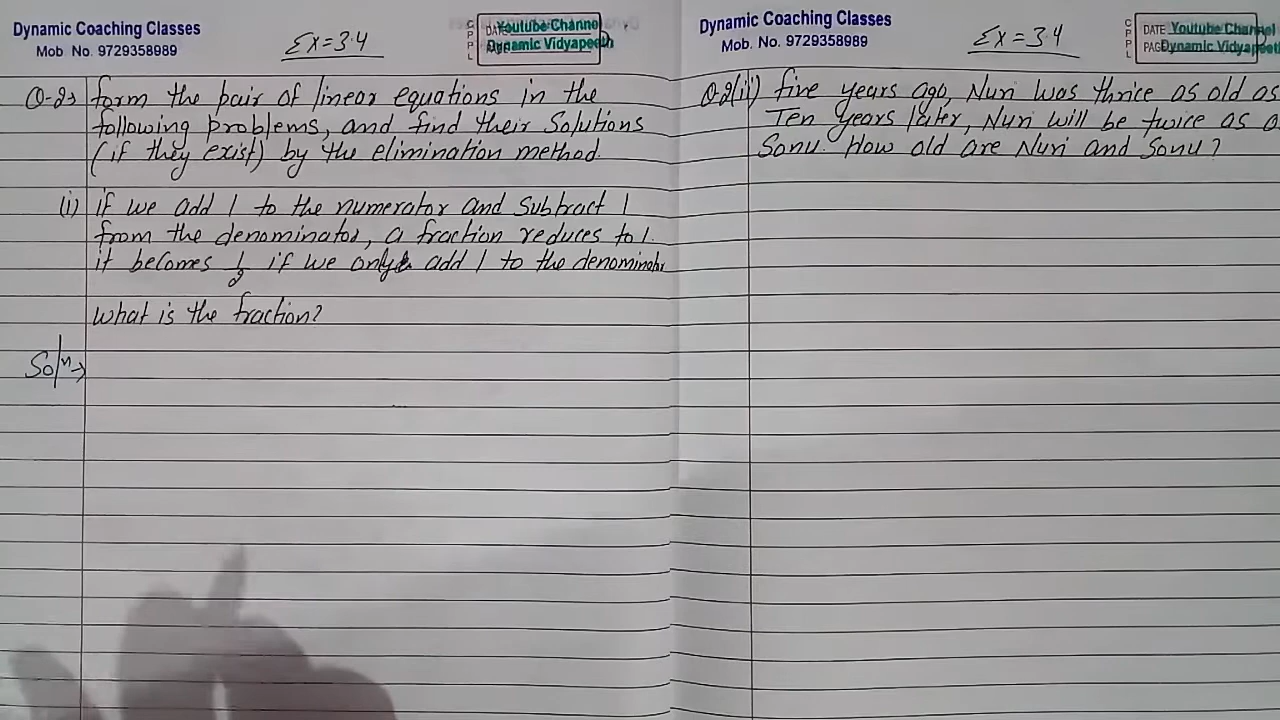 Dynamic Coaching Classes
Mob. No. 9729358989
Ex=3.4
Youtube Channel
Dynamic Vidyapeeth
Q-2) form the pair of linear equations in the
following problems, and find their Solutions
(if they exist) by the elimination method.
(i) if we add 1 to the numerator and Subtract 1
from the denominator, a fraction reduces to 1.
it becomes 1/2 if we only add 1 to the denominator
What is the fraction?
Solⁿ→
Dynamic Coaching Classes
Mob. No. 9729358989
Ex=3.4
DATE Youtube Channel
PAGE Dynamic Vidyapeeth
Q-2(ii) five years ago, Nuri was thrice as old as
Ten years later, Nuri will be twice as o
Sonu. How old are Nuri and Sonu?